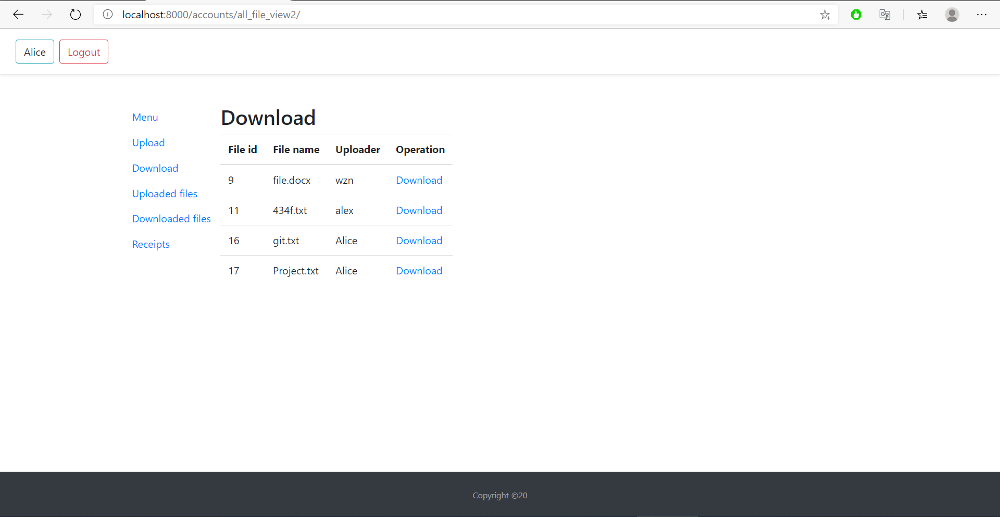 localhost:8000/accounts/all_file_view2/
Alice Logout
Menu
Upload
Download
Uploaded files
Downloaded files
Receipts
Download
File id File name Uploader Operation
9 file.docx wzn Download
11 434f.txt alex Download
16 git.txt Alice Download
17 Project.txt Alice Download
Copyright ©20